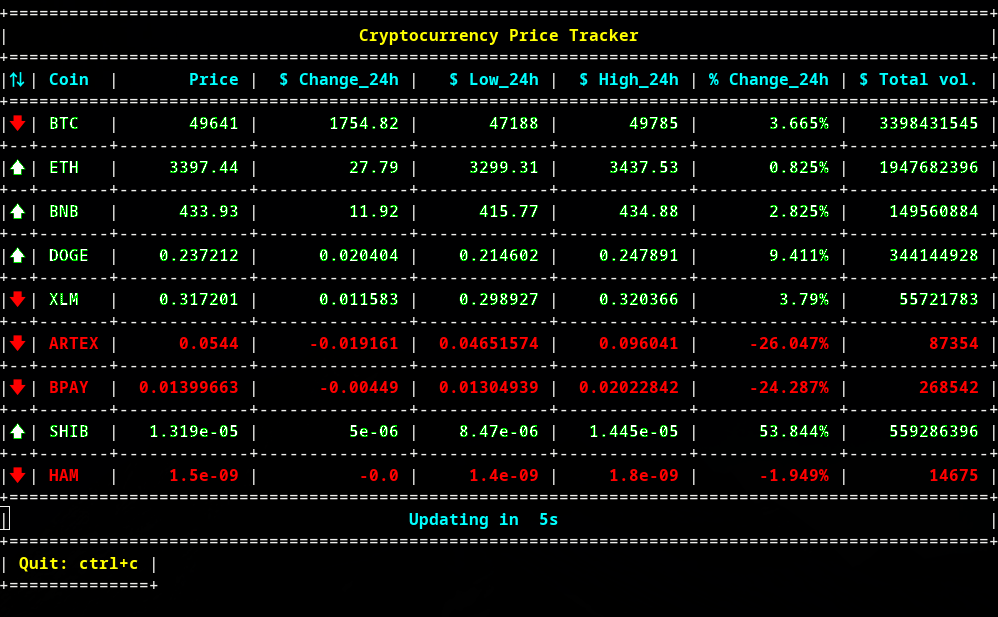 Cryptocurrency Price Tracker
⇅ | Coin | Price | $ Change_24h | $ Low_24h | $ High_24h | % Change_24h | $ Total vol. |
🡇 | BTC | 49641 | 1754.82 | 47188 | 49785 | 3.665% | 3398431545 |
🡅 | ETH | 3397.44 | 27.79 | 3299.31 | 3437.53 | 0.825% | 1947682396 |
🡅 | BNB | 433.93 | 11.92 | 415.77 | 434.88 | 2.825% | 149560884 |
🡅 | DOGE | 0.237212 | 0.020404 | 0.214602 | 0.247891 | 9.411% | 344144928 |
🡇 | XLM | 0.317201 | 0.011583 | 0.298927 | 0.320366 | 3.79% | 55721783 |
🡇 | ARTEX | 0.0544 | -0.019161 | 0.04651574 | 0.096041 | -26.047% | 87354 |
🡇 | BPAY | 0.01399663 | -0.00449 | 0.01304939 | 0.02022842 | -24.287% | 268542 |
🡅 | SHIB | 1.319e-05 | 5e-06 | 8.47e-06 | 1.445e-05 | 53.844% | 559286396 |
🡇 | HAM | 1.5e-09 | -0.0 | 1.4e-09 | 1.8e-09 | -1.949% | 14675 |
Updating in 5s
Quit: ctrl+c